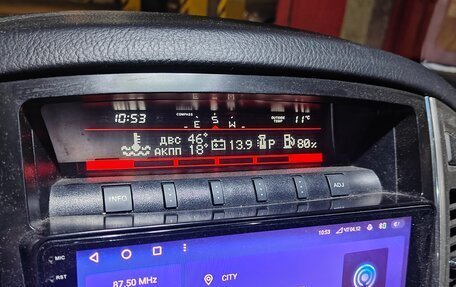 10:53 COMPASS E S W OUTSIDE TEMP 11°C
ДВС 46°
АКПП 18° 13.9 P 80%
INFO ADJ
MIC 10:53
RST
87.50 MHz CITY